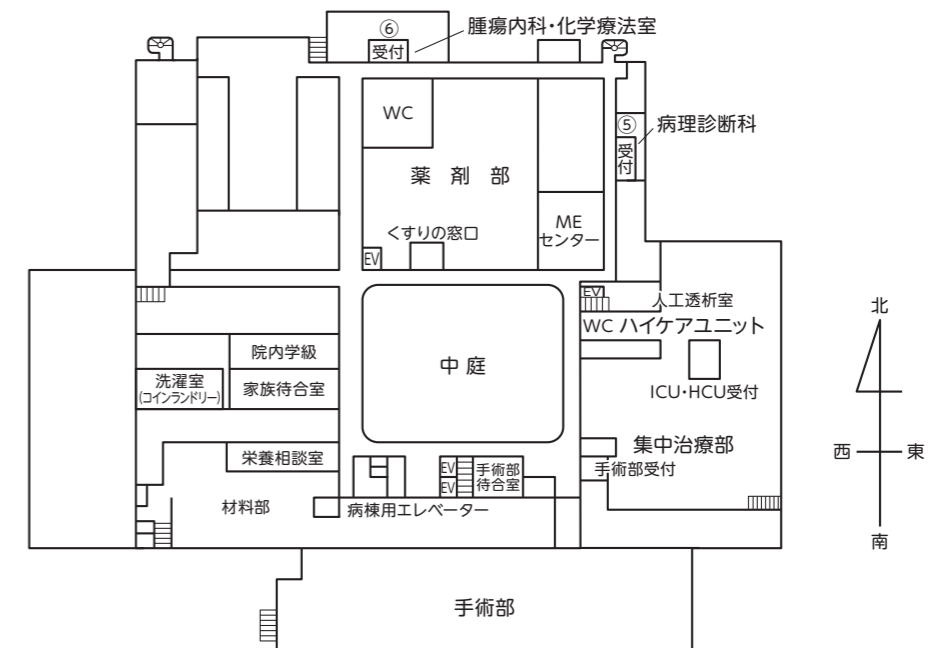 ⑥
受付
腫瘍内科・化学療法室
WC
⑤
受付
病理診断科
薬剤部
ME
センター
くすりの窓口
EV
EV
人工透析室
WC ハイケアユニット
北
院内学級
中庭
洗濯室
(コインランドリー)
家族待合室
ICU・HCU受付
集中治療部
西
東
栄養相談室
EV
EV
手術部
待合室
手術部受付
材料部
病棟用エレベーター
南
手術部